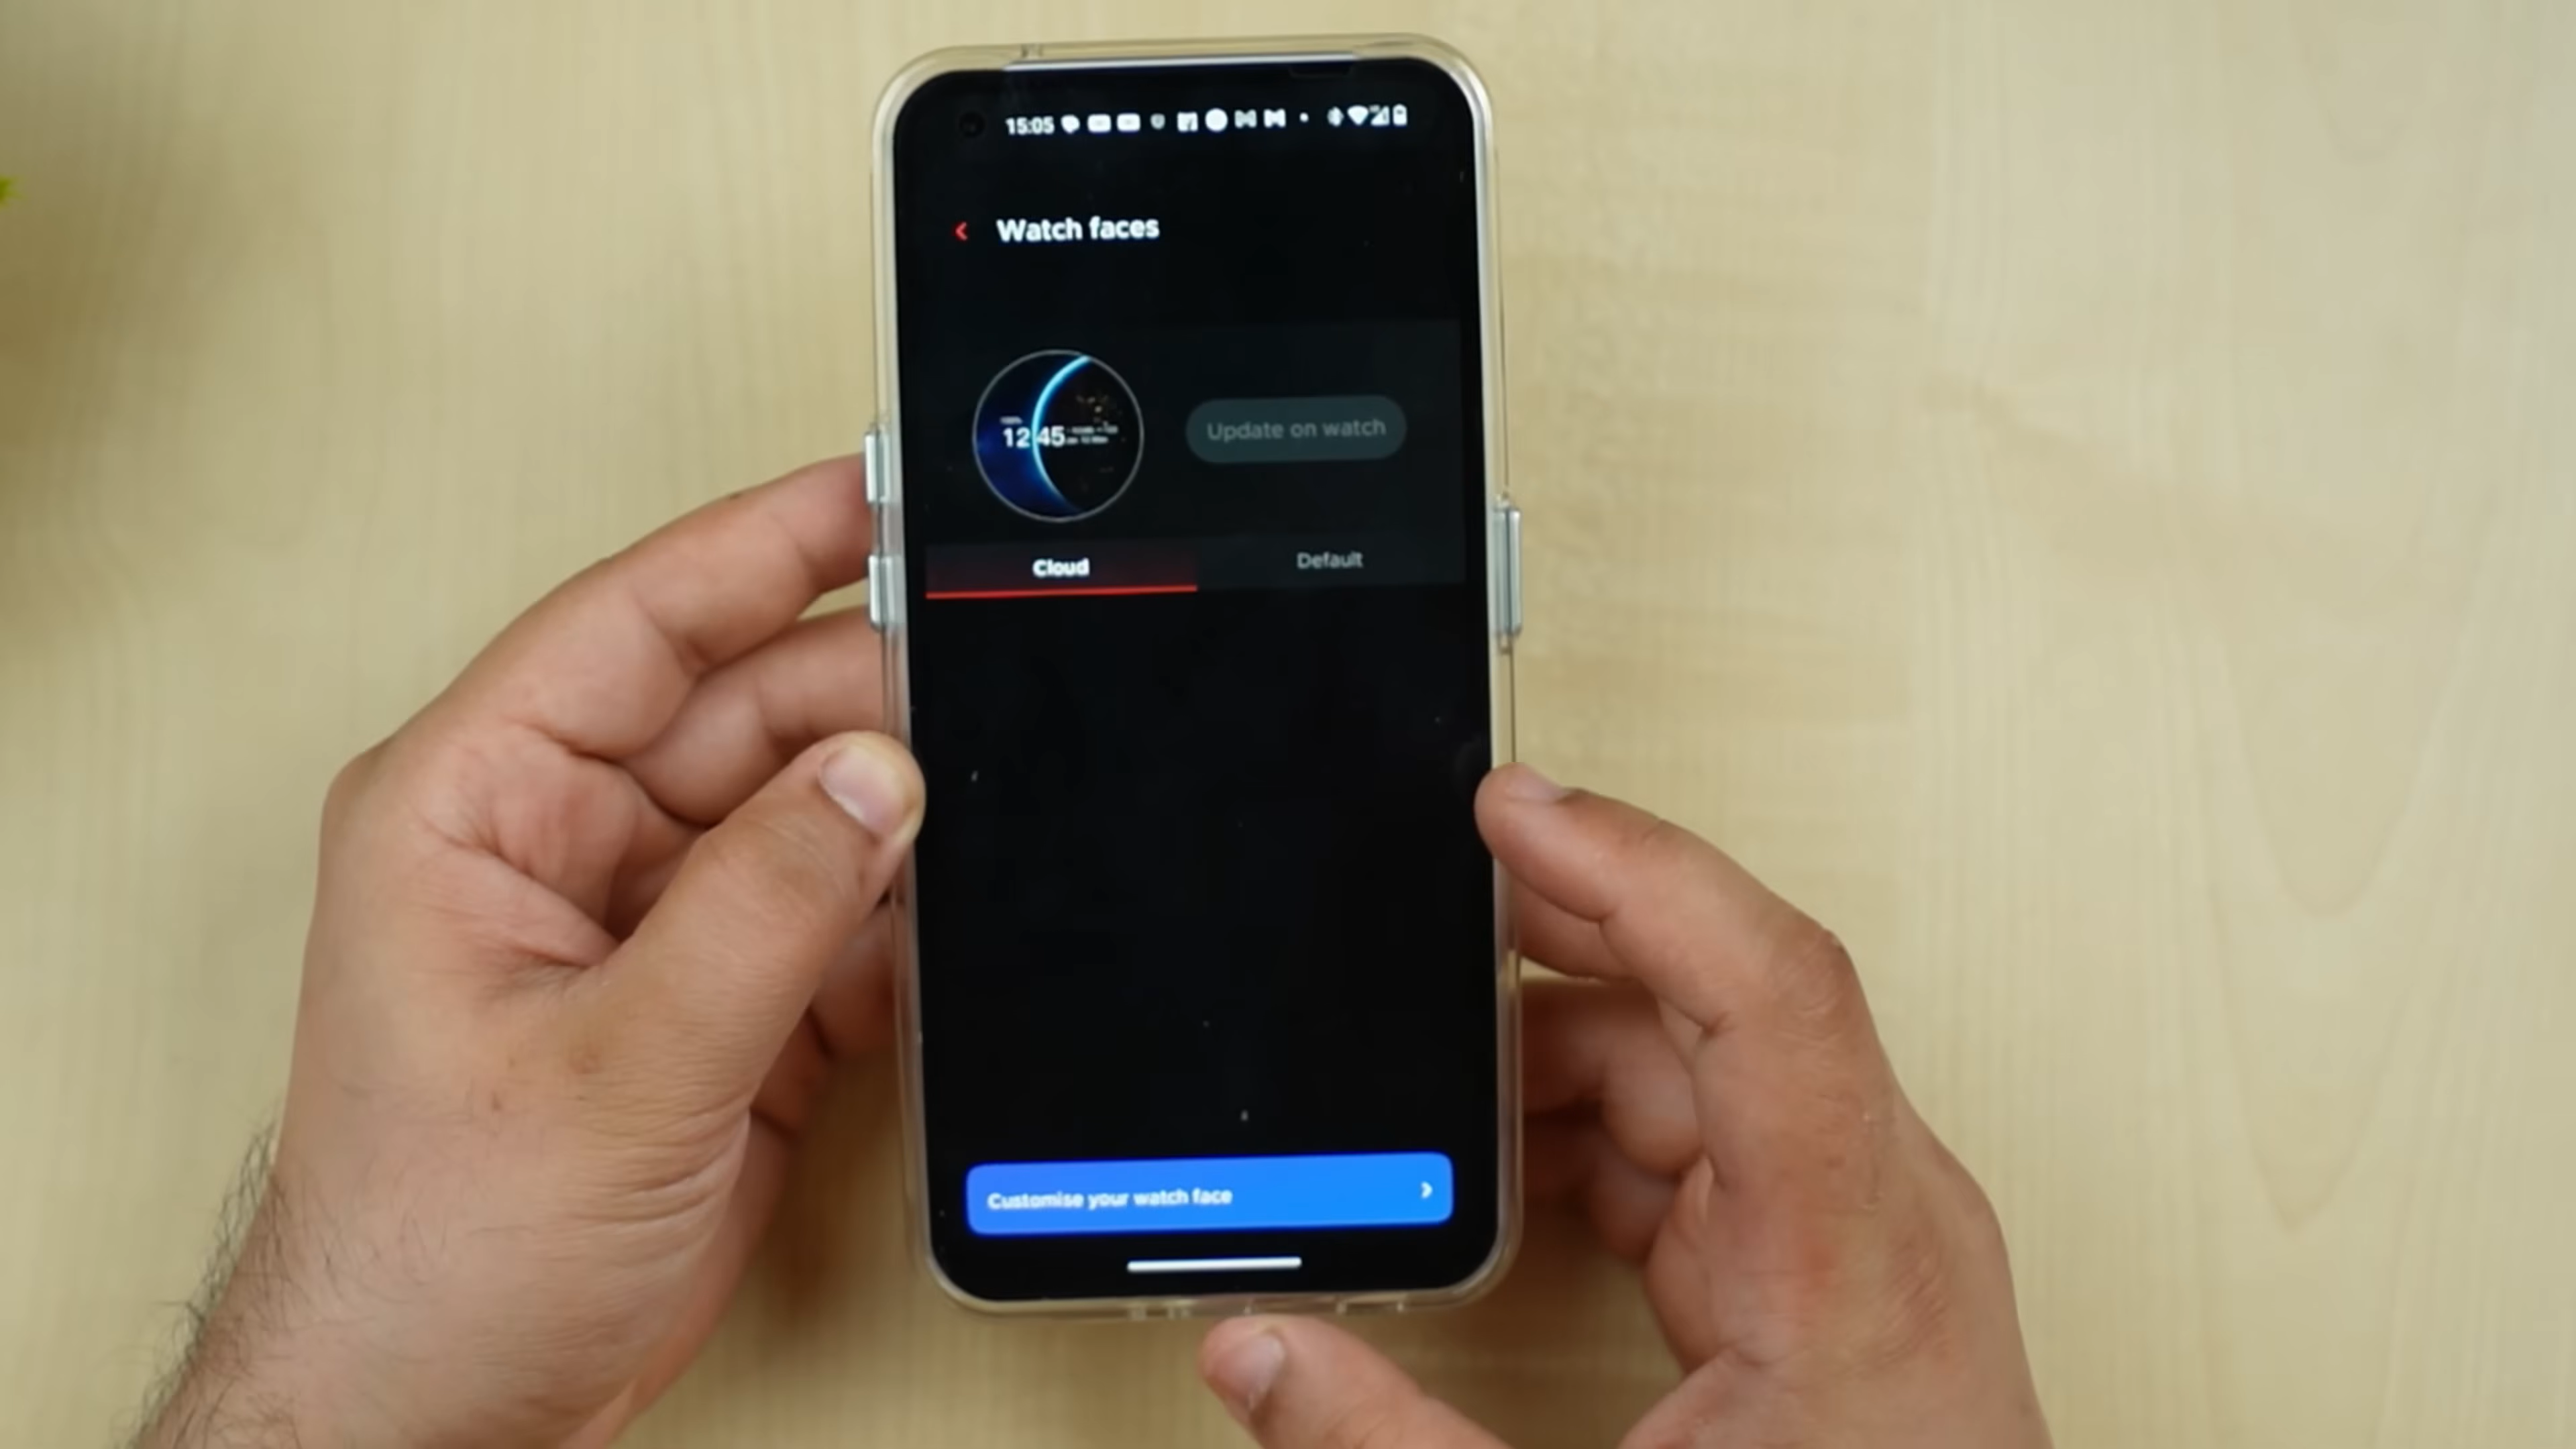 15:05
Watch faces
12:45
Update on watch
Cloud
Default
Customise your watch face